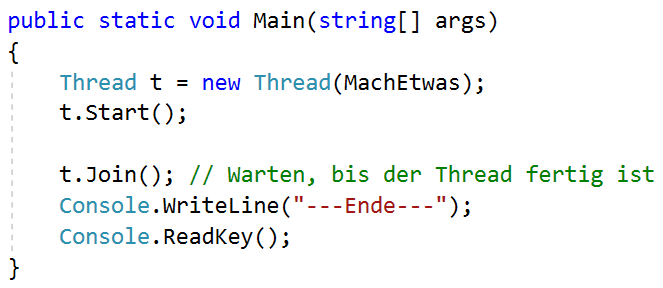 public static void Main(string[] args)
{
    Thread t = new Thread(MachEtwas);
    t.Start();

    t.Join(); // Warten, bis der Thread fertig ist
    Console.WriteLine("---Ende---");
    Console.ReadKey();
}